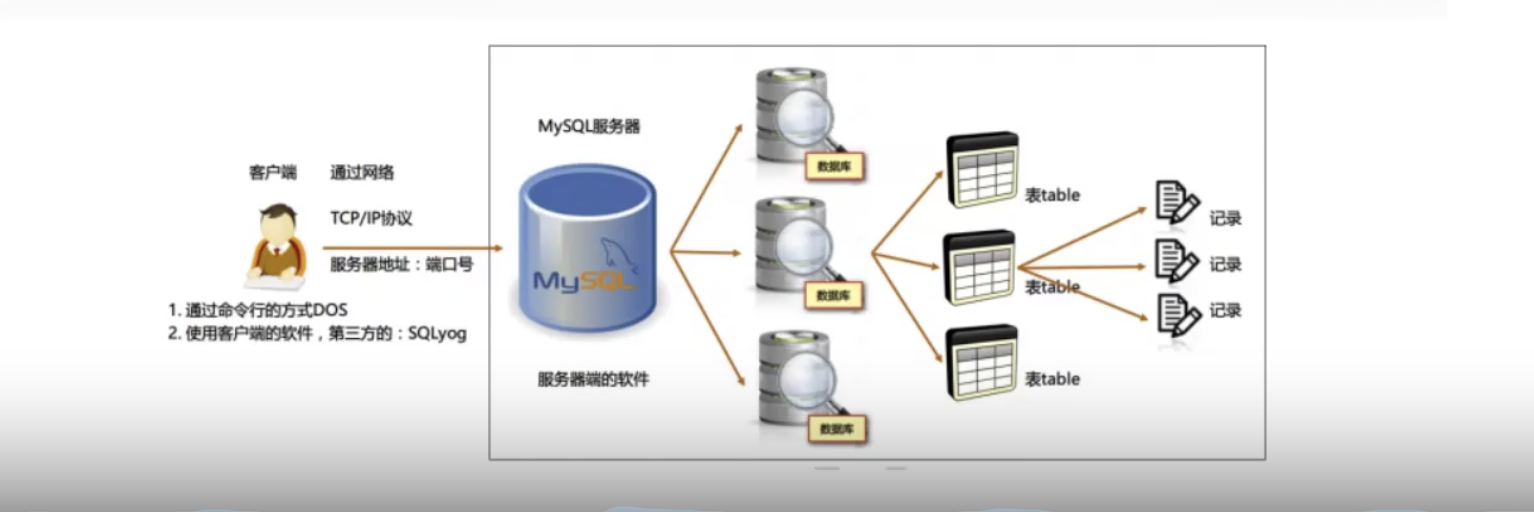 客户端
通过网络
TCP/IP协议
服务器地址：端口号
1. 通过命令行的方式DOS
2. 使用客户端的软件，第三方的：SQLyog
MySQL服务器
MySQL
服务器端的软件
数据库
数据库
数据库
表table
表table
表table
记录
记录
记录